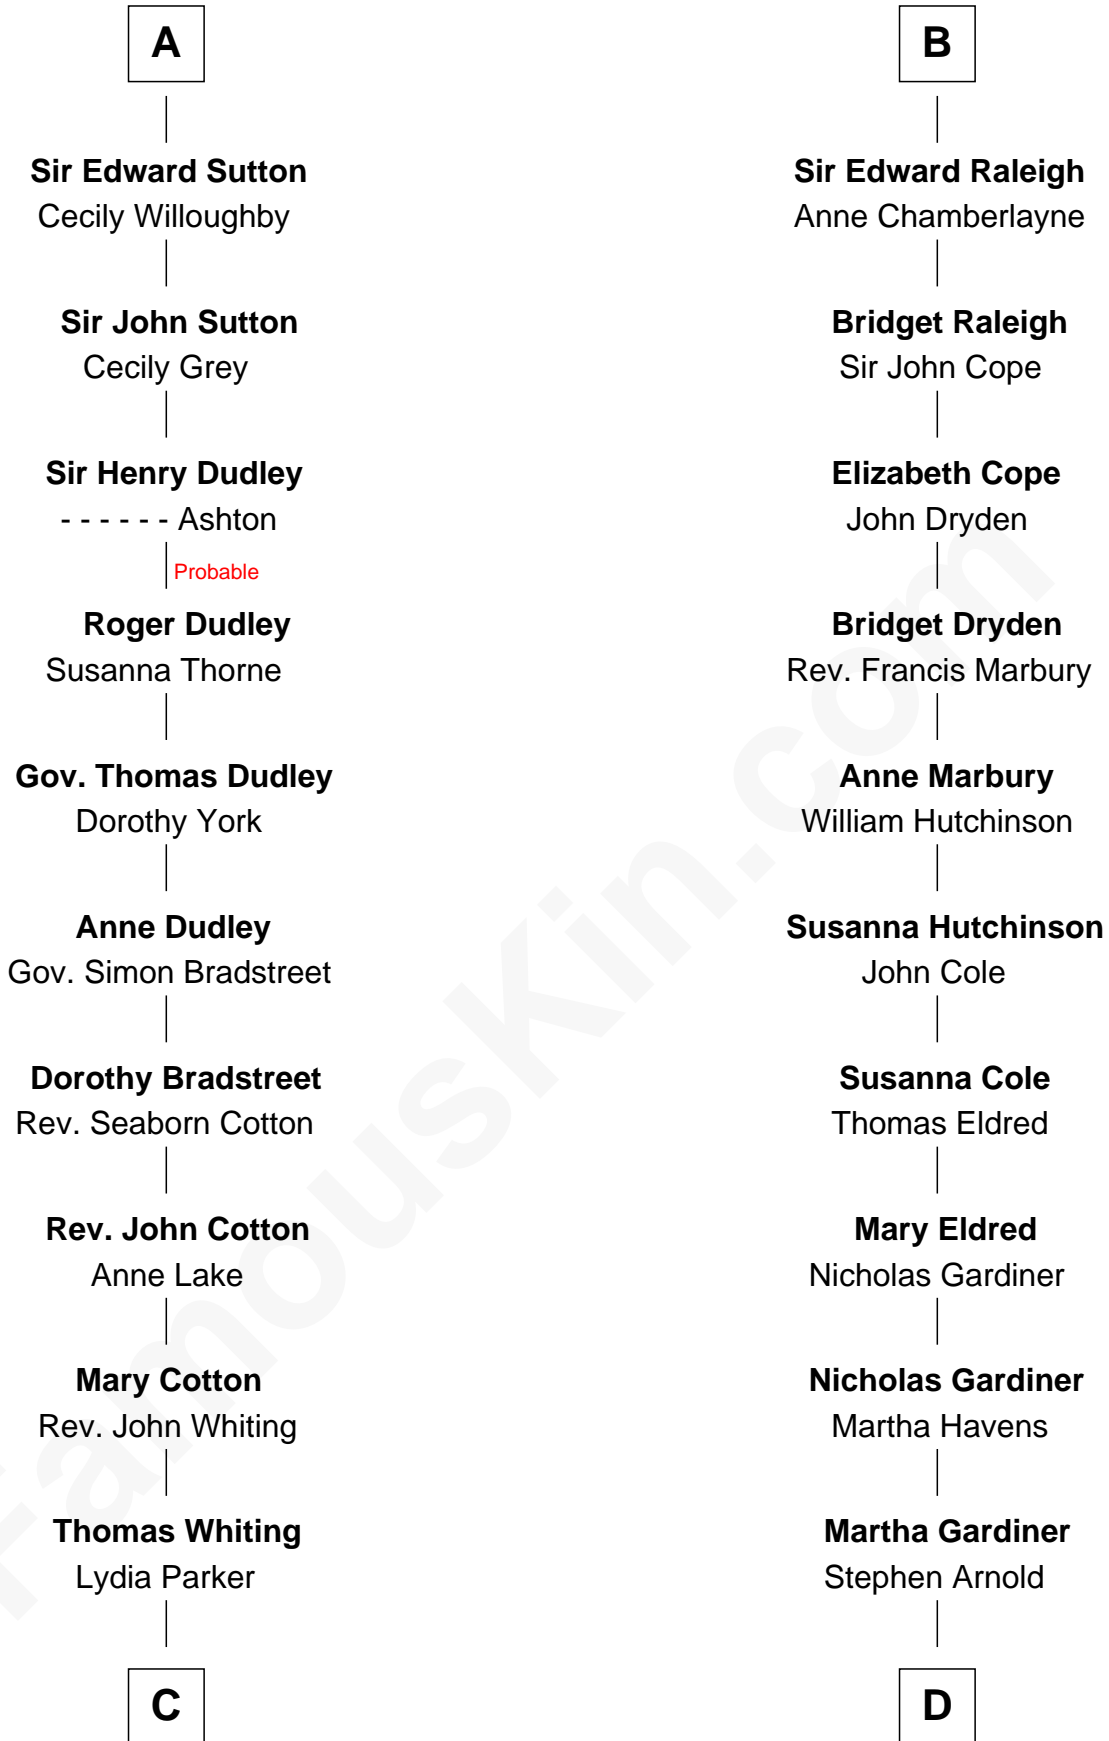 A
Sir Edward Sutton
Cecily Willoughby
Sir John Sutton
Cecily Grey
Sir Henry Dudley
- - - - - - Ashton
Probable
Roger Dudley
Susanna Thorne
Gov. Thomas Dudley
Dorothy York
Anne Dudley
Gov. Simon Bradstreet
Dorothy Bradstreet
Rev. Seaborn Cotton
Rev. John Cotton
Anne Lake
Mary Cotton
Rev. John Whiting
Thomas Whiting
Lydia Parker
C
B
Sir Edward Raleigh
Anne Chamberlayne
Bridget Raleigh
Sir John Cope
Elizabeth Cope
John Dryden
Bridget Dryden
Rev. Francis Marbury
Anne Marbury
William Hutchinson
Susanna Hutchinson
John Cole
Susanna Cole
Thomas Eldred
Mary Eldred
Nicholas Gardiner
Nicholas Gardiner
Martha Havens
Martha Gardiner
Stephen Arnold
D
FamousKin.com